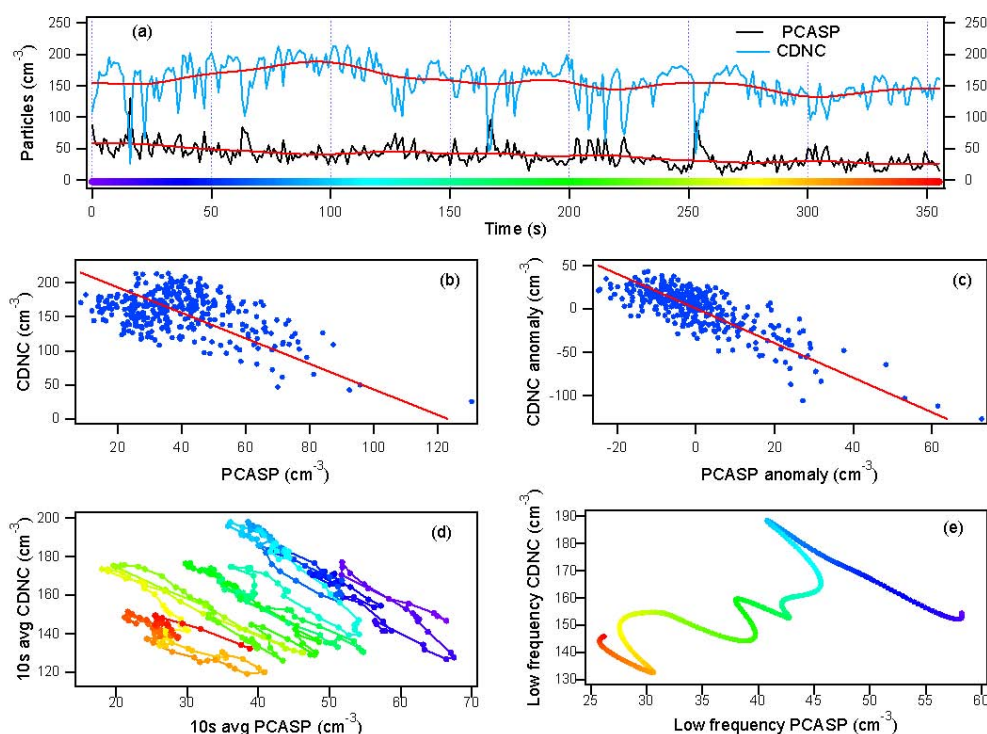 (a)
PCASP
CDNC
250 200 150 100 50 0
Particles (cm-3)
250 200 150 100 50 0
0 50 100 150 200 250 300 350
Time (s)
(b)
200 150 100 50 0
CDNC (cm-3)
20 40 60 80 100 120
PCASP (cm-3)
(c)
50 0 -50 -100
CDNC anomaly (cm-3)
-20 0 20 40 60
PCASP anomaly (cm-3)
(d)
200 180 160 140 120
10s avg CDNC (cm-3)
20 30 40 50 60 70
10s avg PCASP (cm-3)
(e)
190 180 170 160 150 140 130
Low frequency CDNC (cm-3)
25 30 35 40 45 50 55 60
Low frequency PCASP (cm-3)